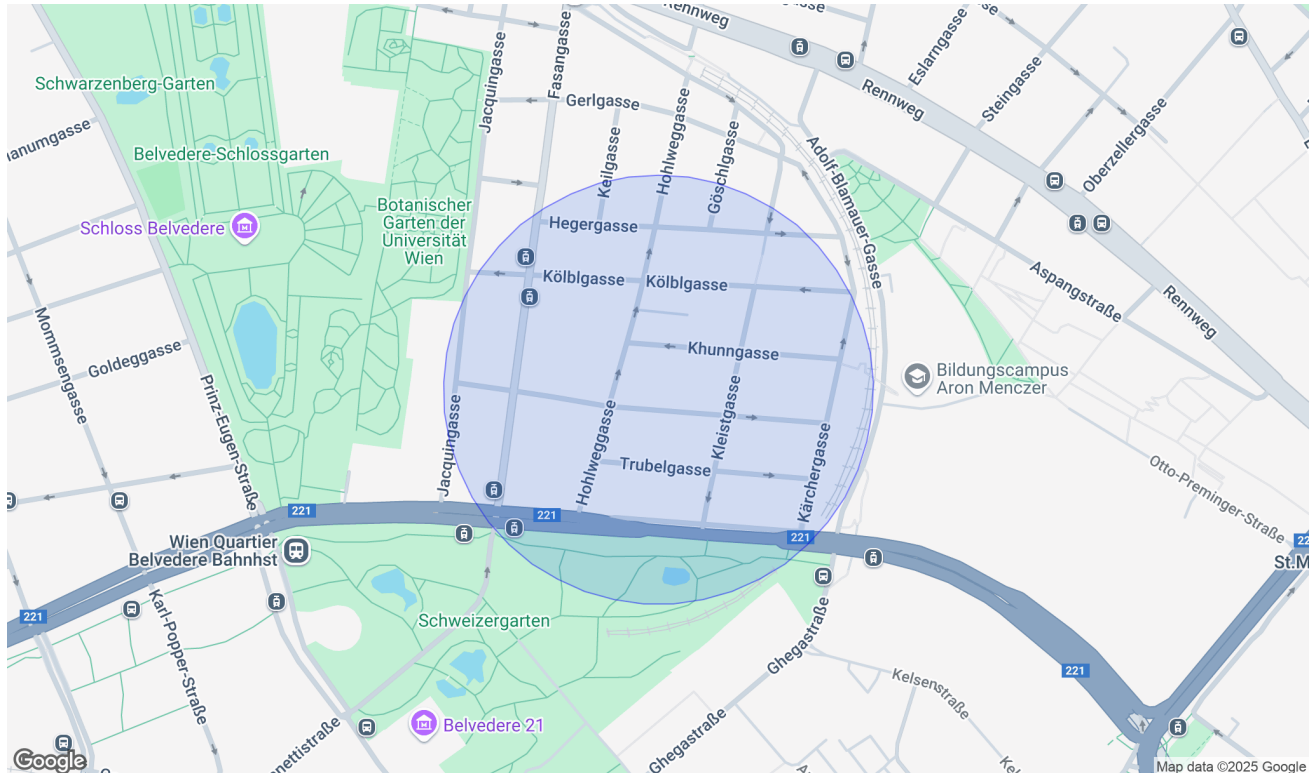 Rennweg
Schwarzenberg-Garten
Jacquingasse
Fasangasse
Gerlgasse
Hohlweggasse
Keilgasse
Göschlgasse
Rennweg
Eslarngasse
Steingasse
Oberzellergasse
Adolf-Blamauer-Gasse
Belvedere-Schlossgarten
Schloss Belvedere
Botanischer
Garten der
Universität
Wien
Hegergasse
Kölblgasse
Kölblgasse
Khunngasse
Aspangstraße
Rennweg
Mommsengasse
Goldeggasse
Prinz-Eugen-Straße
Jacquingasse
Hohlweggasse
Kleistgasse
Trubelgasse
Kärchergasse
Bildungscampus
Aron Menczer
Otto-Preminger-Straße
221
221
221
Wien Quartier
Belvedere Bahnhst
St.M
221
Karl-Popper-Straße
Schweizergarten
Ghegastraße
Kelsenstraße
221
Belvedere 21
Ghegastraße
Google
Map data ©2025 Google